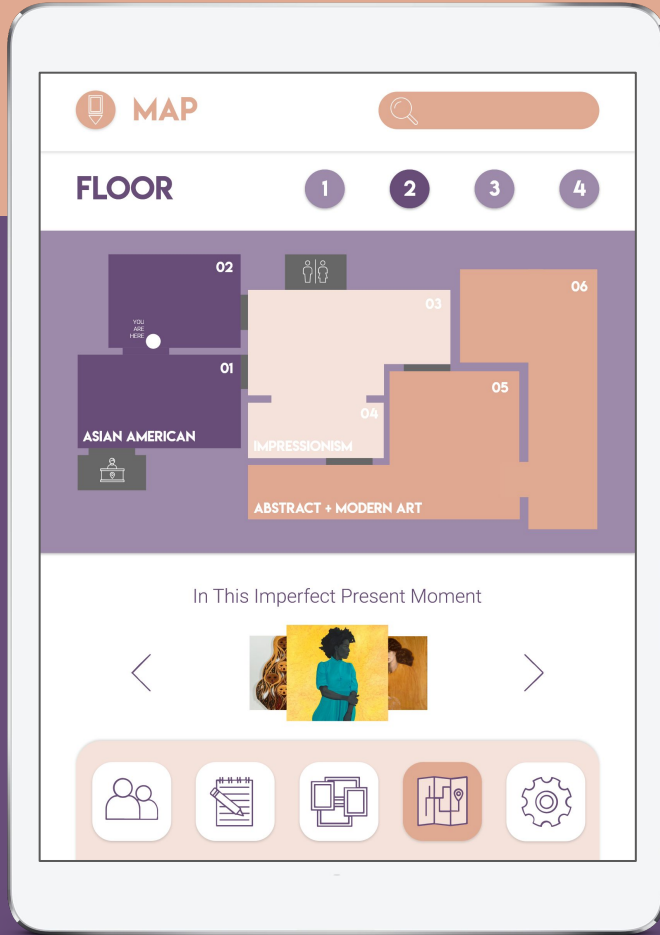 MAP
FLOOR
1
2
3
4
02
03
06
YOU
ARE
HERE
01
05
04
ASIAN AMERICAN
IMPRESSIONISM
ABSTRACT + MODERN ART
In This Imperfect Present Moment